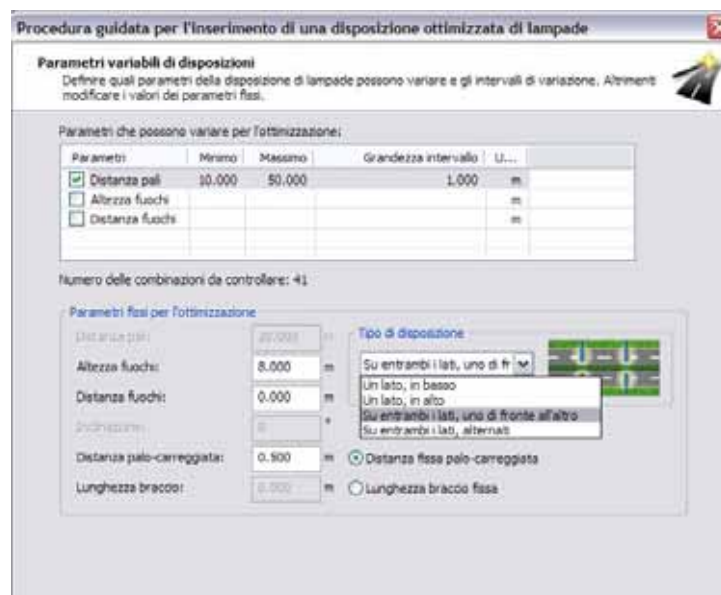 Procedura guidata per l'inserimento di una disposizione ottimizzata di lampade
Parametri variabili di disposizioni
Definire quali parametri della disposizione di lampade possono variare e gli intervalli di variazione. Altrimenti
modificare i valori dei parametri fissi.
Parametri che possono variare per l'ottimizzazione:
Parametri Minimo Massimo Grandezza intervallo U...
Distanza pali 10.000 50.000 1.000 m
Altezza fuochi m
Distanza fuochi m
Numero delle combinazioni da controllare: 41
Parametri fissi per l'ottimizzazione
Distanza pali: m
Tipo di disposizione
Altezza fuochi: 8.000 m
Su entrambi i lati, uno di fr
Un lato, in basso
Un lato, in alto
Su entrambi i lati, uno di fronte all'altro
Su entrambi i lati, alternati
Distanza fuochi: 0.000 m
Inclinazione: 0 °
Distanza palo-carreggiata: 0.500 m
Distanza fissa palo-carreggiata
Lunghezza braccio: 0.000 m
Lunghezza braccio fissa